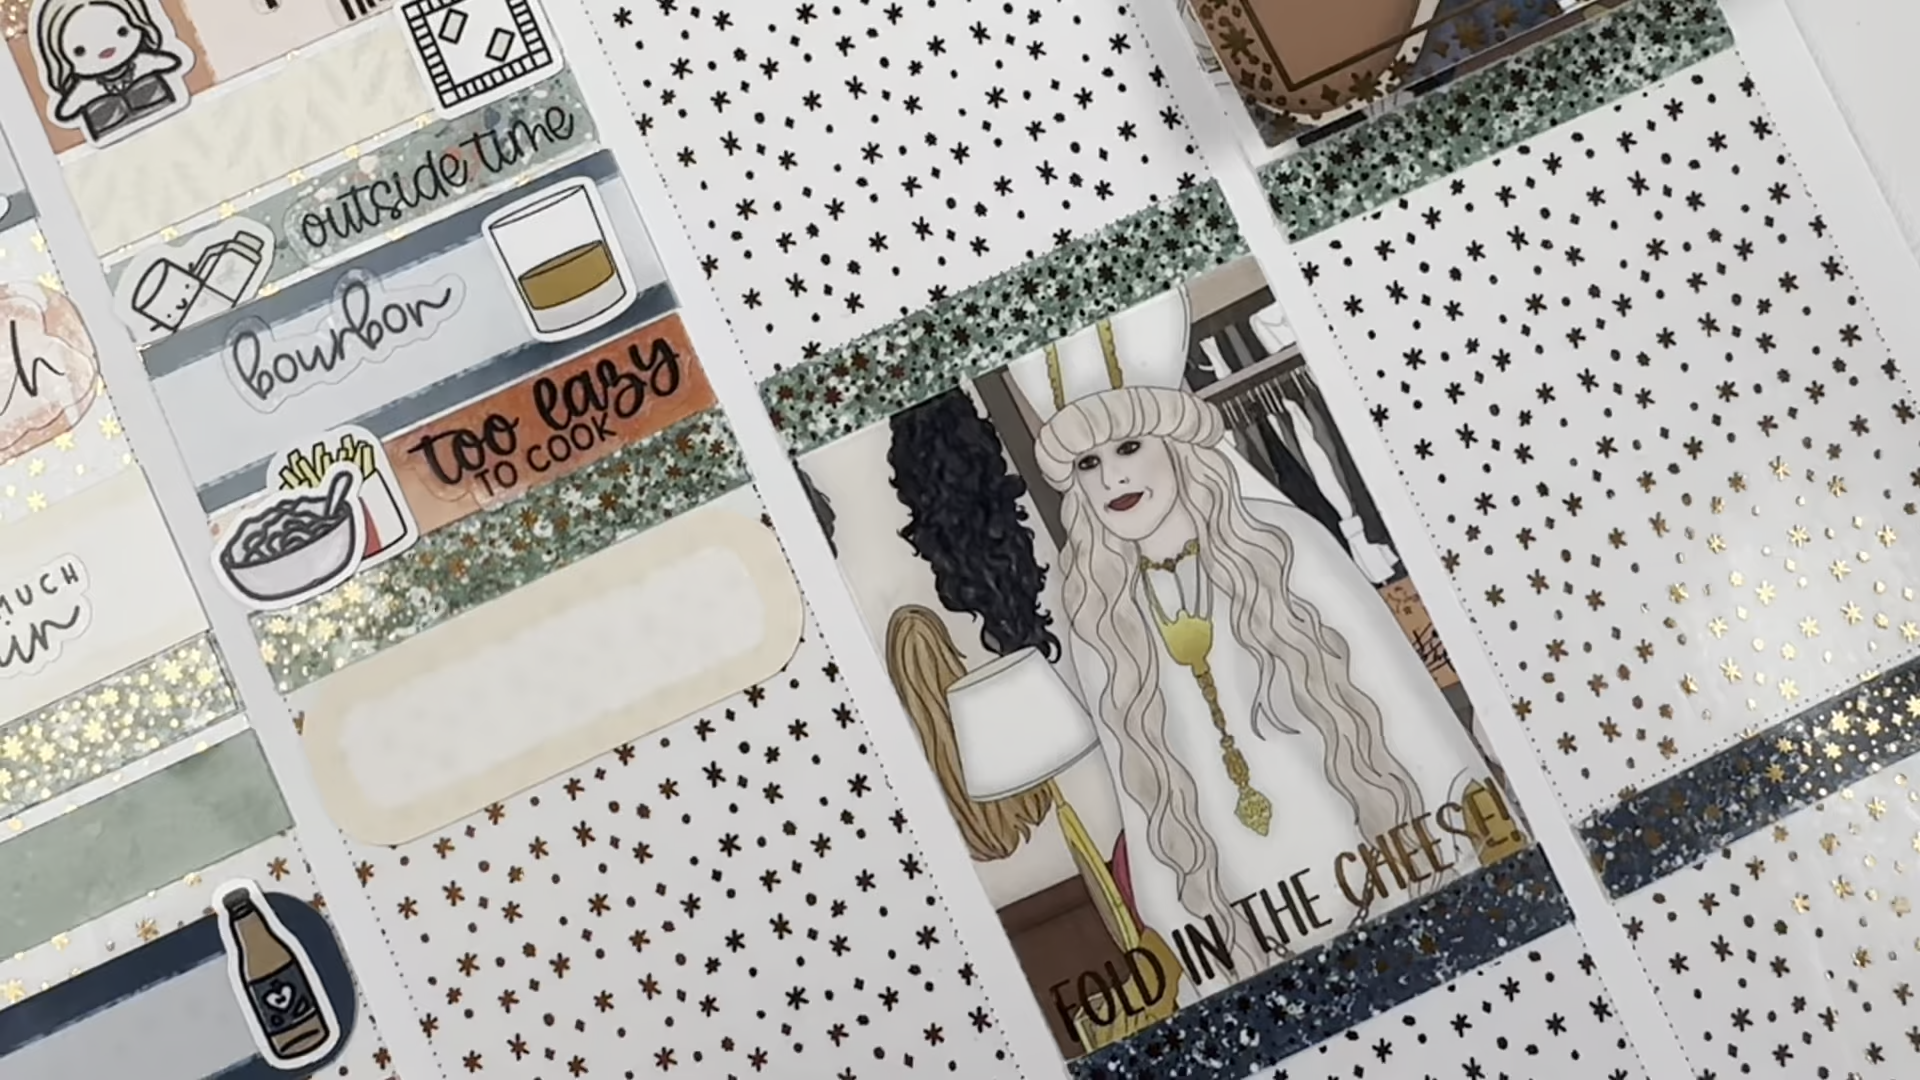 outside time
bourbon
too lazy
TO COOK
h
MUCH
FOLD IN THE CHEESE!